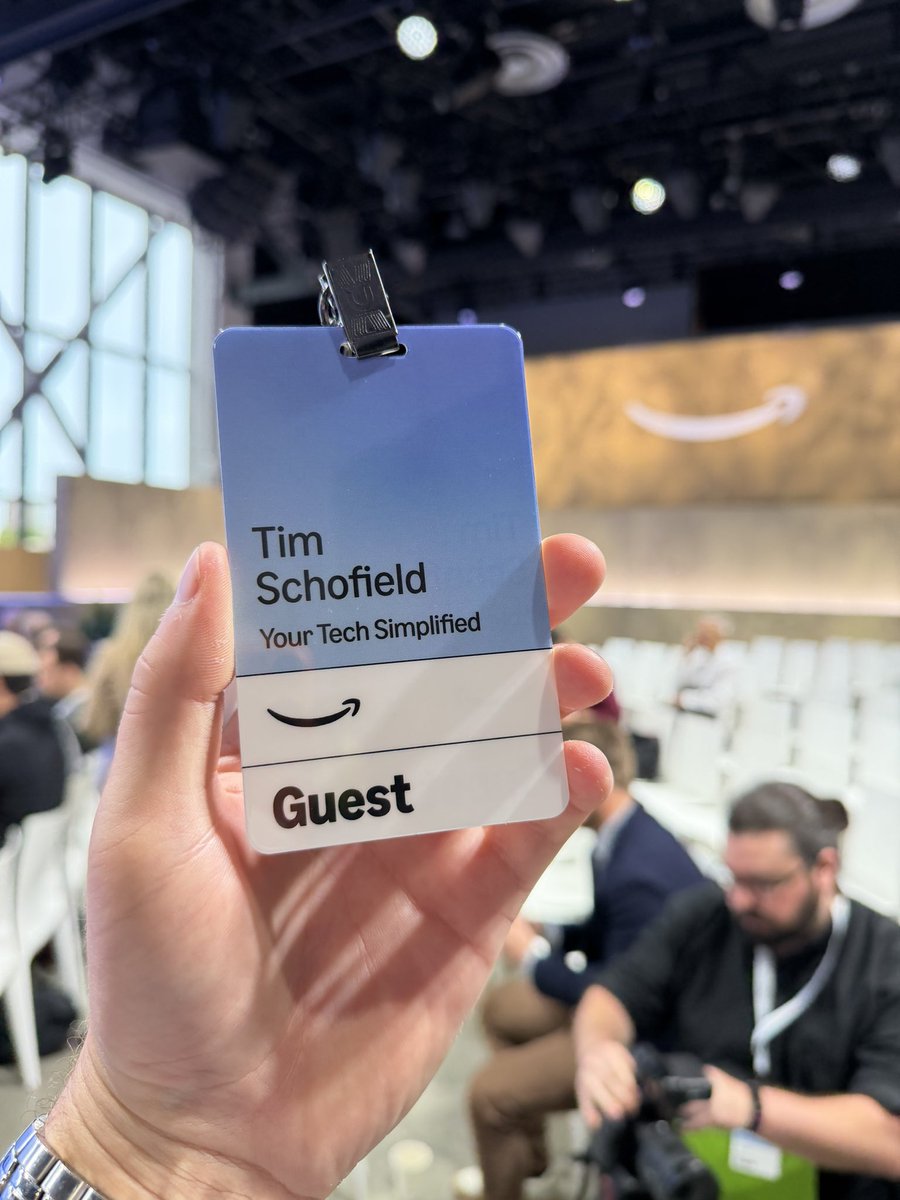 Tim
Schofield
Your Tech Simplified
Guest